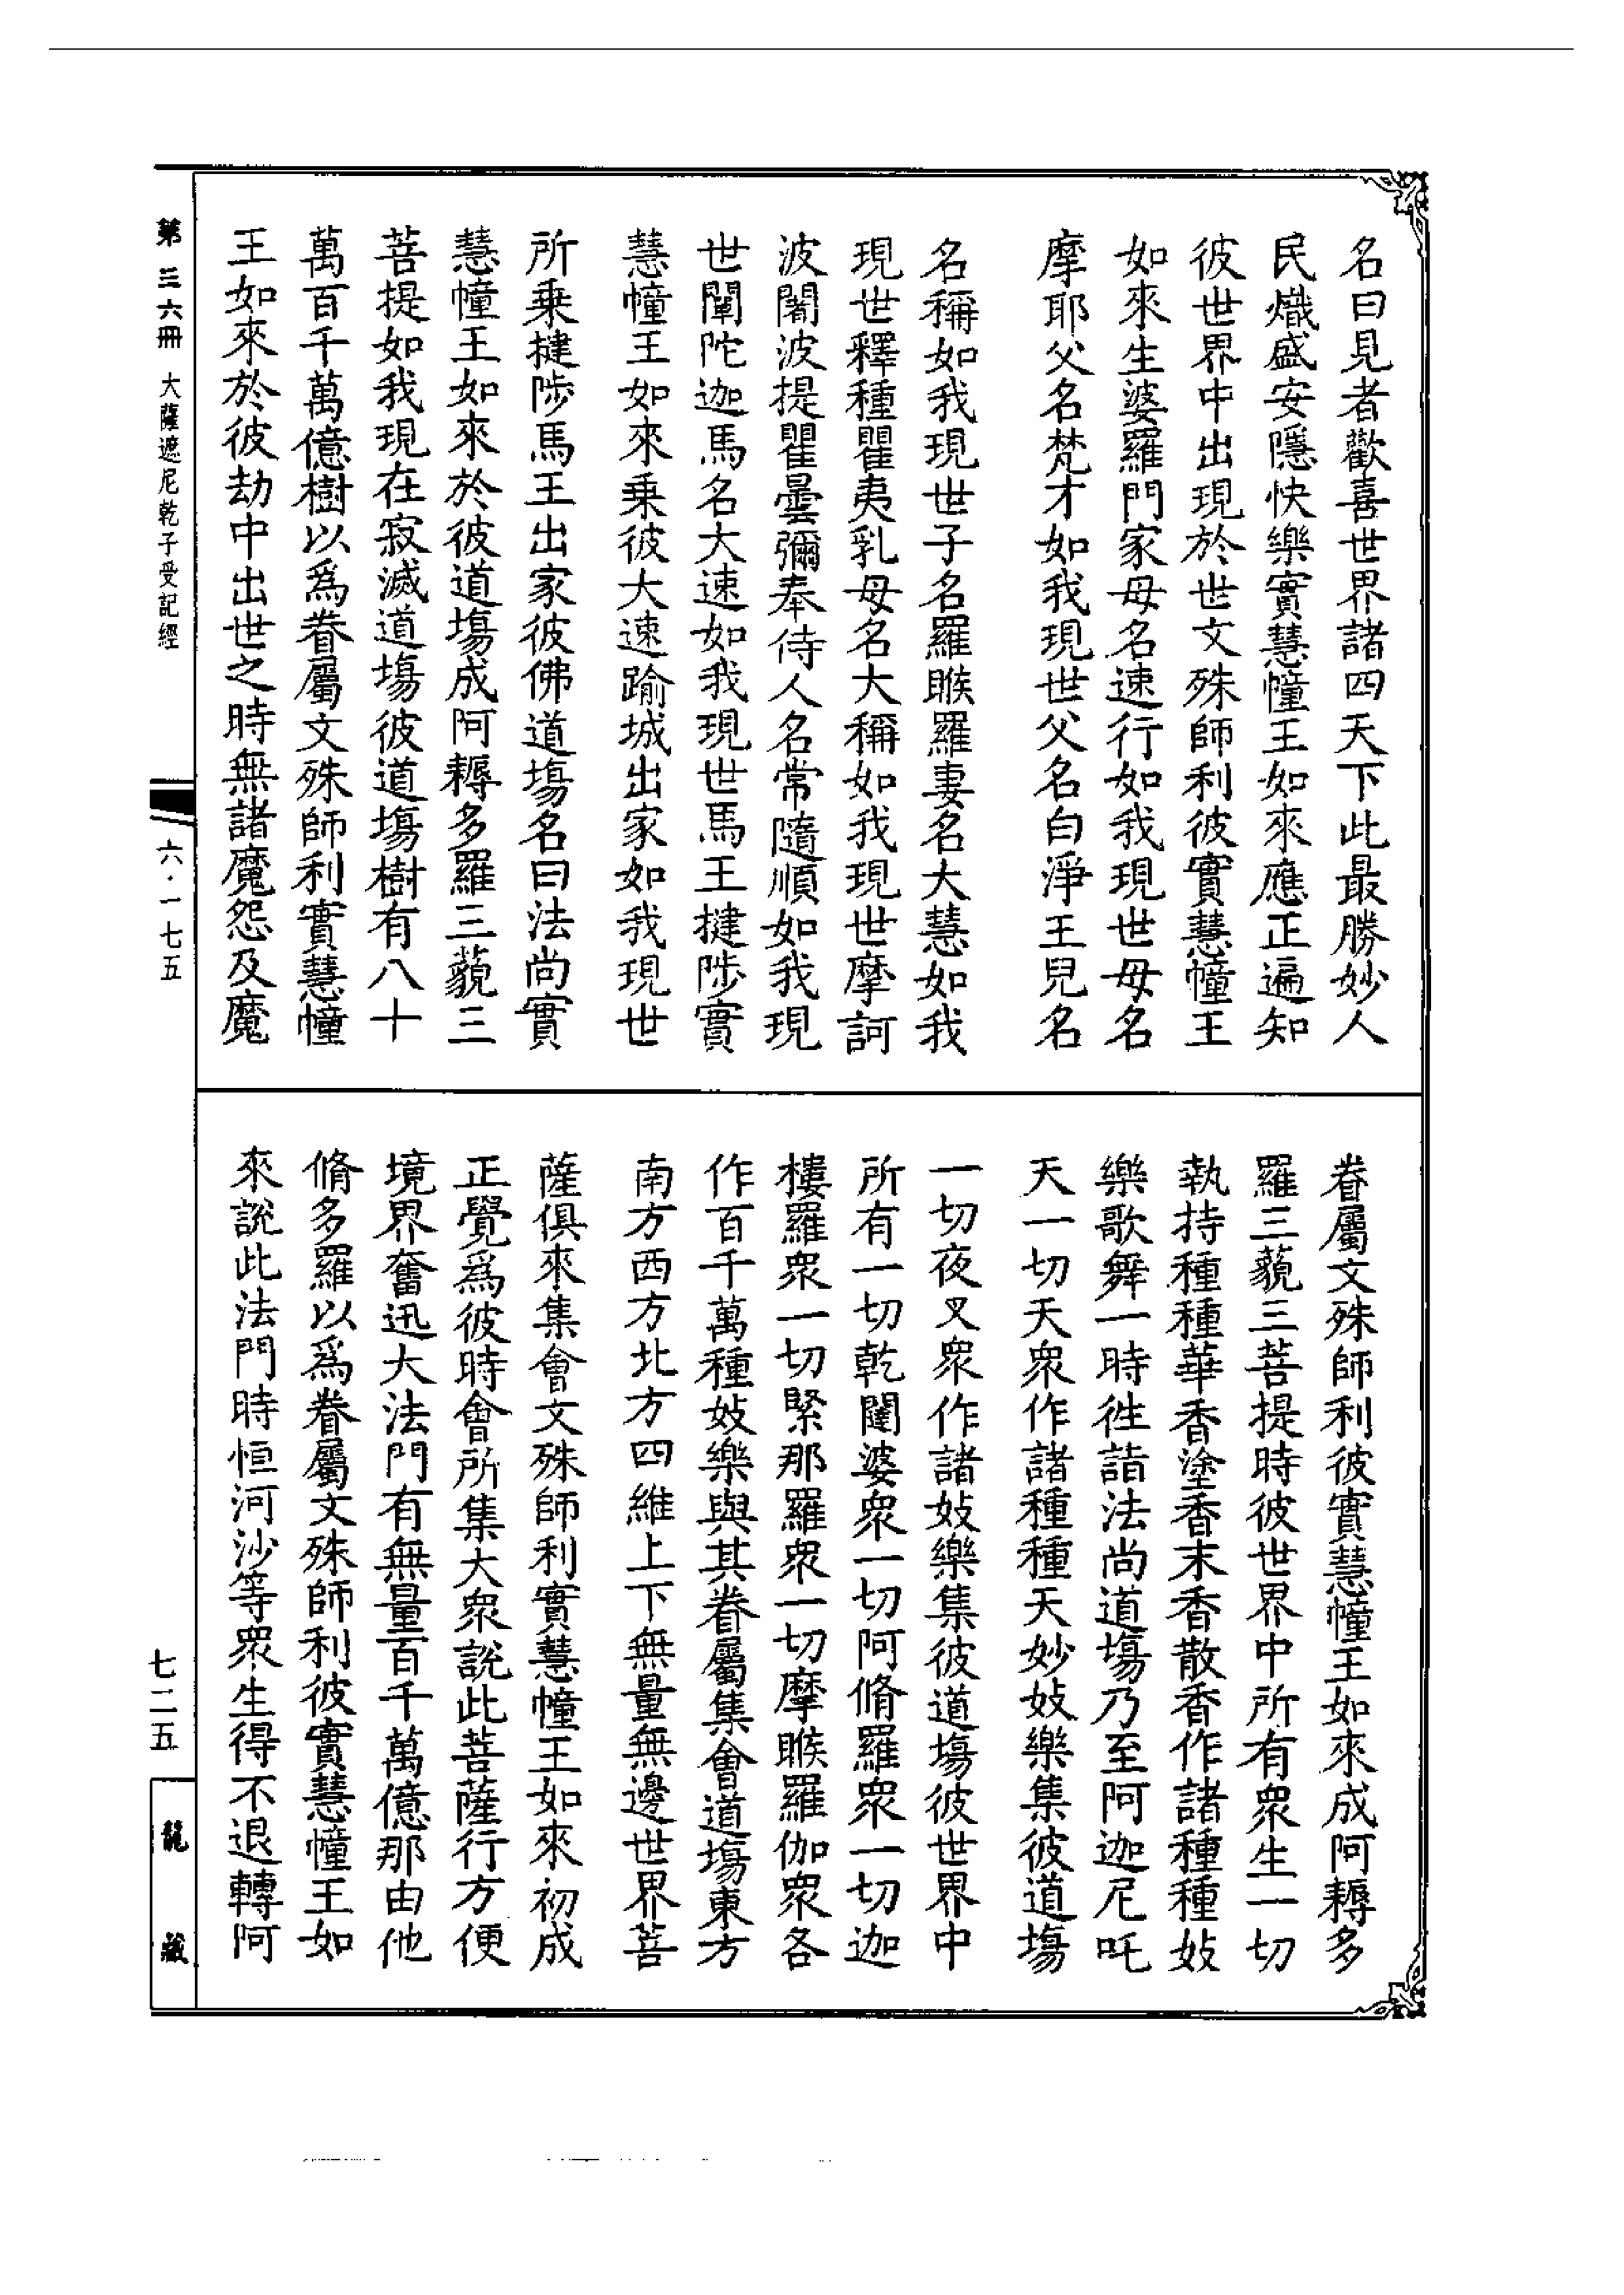 名曰見者歡喜世界諸四天下此最勝妙人
民熾盛安隱快樂實慧幢王如來應正遍知
彼世界中出現於世文殊師利彼實慧幢王
如來生婆羅門家母名速行如我現世母名
摩耶父名梵才如我現世父名白淨王兒名
名稱如我現世子名羅睺羅妻名大慧如我
現世釋種瞿夷乳母名大稱如我現世摩訶
波闍波提瞿曇彌奉侍人名常隨順如我現
世闡陀迦馬名大速如我現世馬王揵陟實
慧幢王如來乘彼大速踰城出家如我現世
所乘揵陟馬王出家彼佛道場名曰法尚實
慧幢王如來於彼道場成阿耨多羅三藐三
菩提如我現在寂滅道場彼道場樹有八十
萬百千萬億樹以爲眷屬文殊師利實慧幢
王如來於彼劫中出世之時無諸魔怨及魔
眷屬文殊師利彼實慧幢王如來成阿耨多
羅三藐三菩提時彼世界中所有眾生一切
執持種種華香塗香末香散香作諸種種妓
樂歌舞一時徃詣法尚道場乃至阿迦尼吒
天一切天眾作諸種種天妙妓樂集彼道場
一切夜叉眾作諸妓樂集彼道場彼世界中
所有一切乾闥婆眾一切阿脩羅眾一切迦
樓羅眾一切緊那羅眾一切摩睺羅伽眾各
作百千萬種妓樂與其眷屬集會道場東方
南方西方北方四維上下無量無邊世界菩
薩俱來集會文殊師利實慧幢王如來初成
正覺爲彼時會所集大眾說此菩薩行方便
境界奮迅大法門有無量百千萬億那由他
脩多羅以爲眷屬文殊師利彼實慧幢王如
來說此法門時恒河沙等眾生得不退轉阿
第三六冊 大薩遮尼乾子受記經
六·一七五
七二五
龍藏